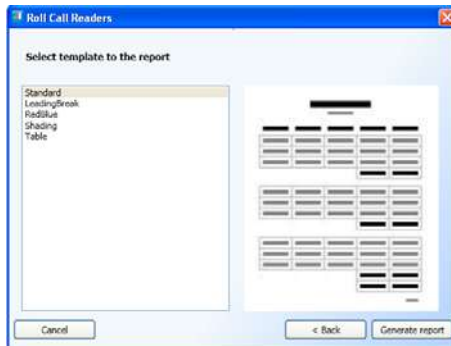 Roll Call Readers
Select template to the report
Standard
LeadingBreak
RedBlue
Shading
Table
Cancel
< Back
Generate report